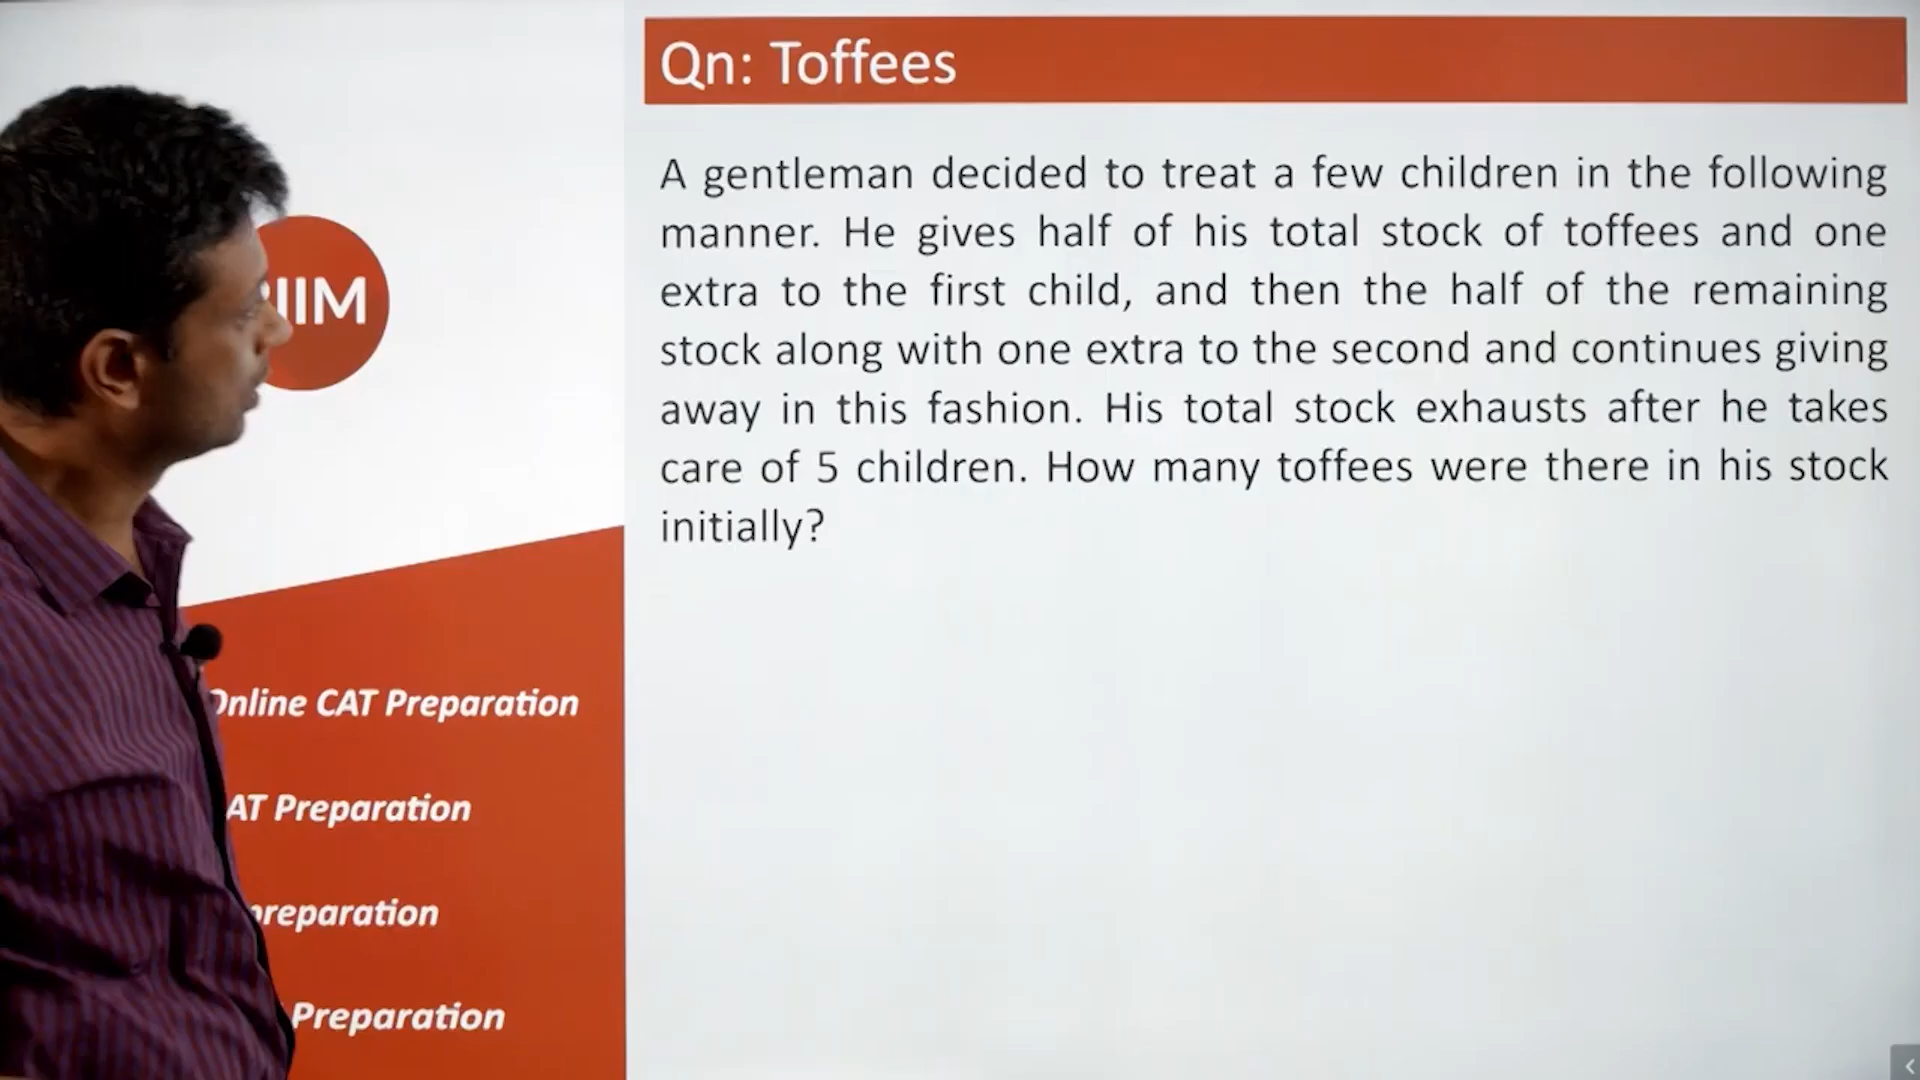 Qn: Toffees
A gentleman decided to treat a few children in the following
manner. He gives half of his total stock of toffees and one
extra to the first child, and then the half of the remaining
stock along with one extra to the second and continues giving
away in this fashion. His total stock exhausts after he takes
care of 5 children. How many toffees were there in his stock
initially?
IIM
Online CAT Preparation
AT Preparation
preparation
Preparation